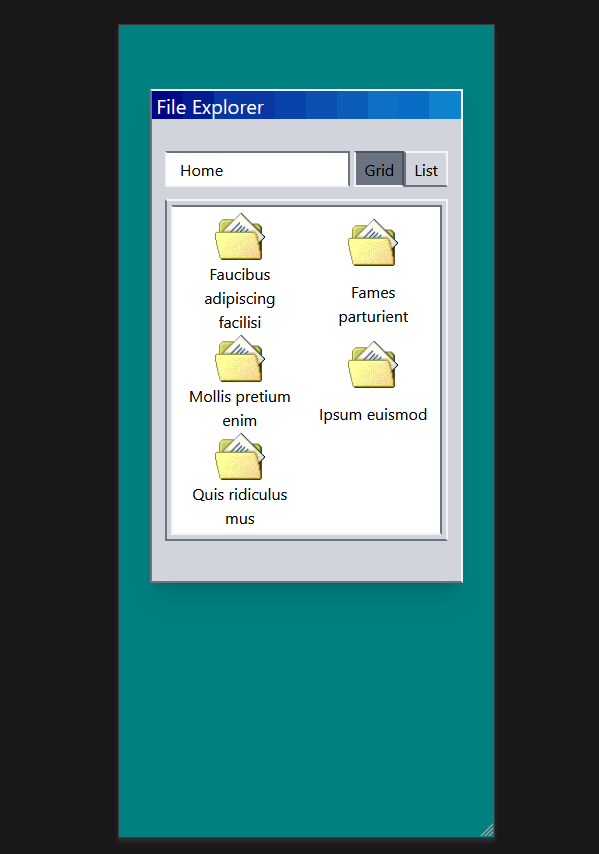 File Explorer
Home
Grid
List
Faucibus
adipiscing
facilisi
Fames
parturient
Mollis pretium
enim
Ipsum euismod
Quis ridiculus
mus